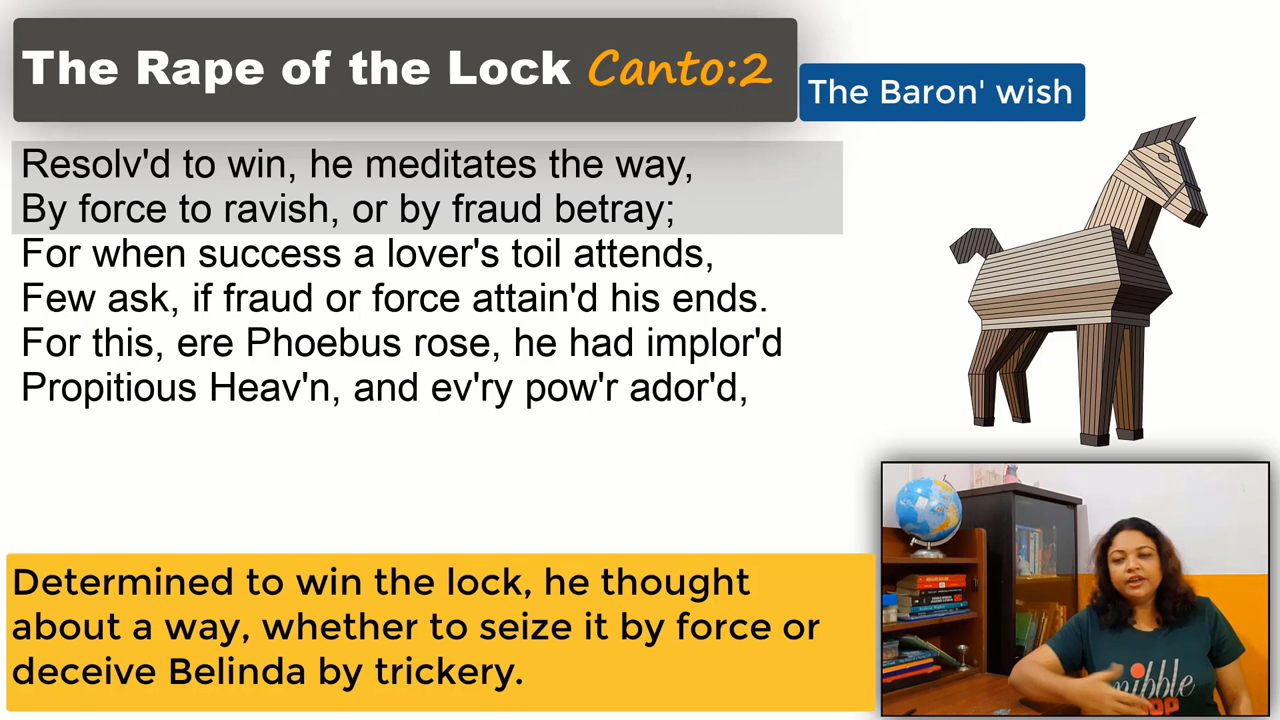 The Rape of the Lock Canto:2
The Baron' wish
Resolv'd to win, he meditates the way,
By force to ravish, or by fraud betray;
For when success a lover's toil attends,
Few ask, if fraud or force attain'd his ends.
For this, ere Phoebus rose, he had implor'd
Propitious Heav'n, and ev'ry pow'r ador'd,
Determined to win the lock, he thought
about a way, whether to seize it by force or
deceive Belinda by trickery.